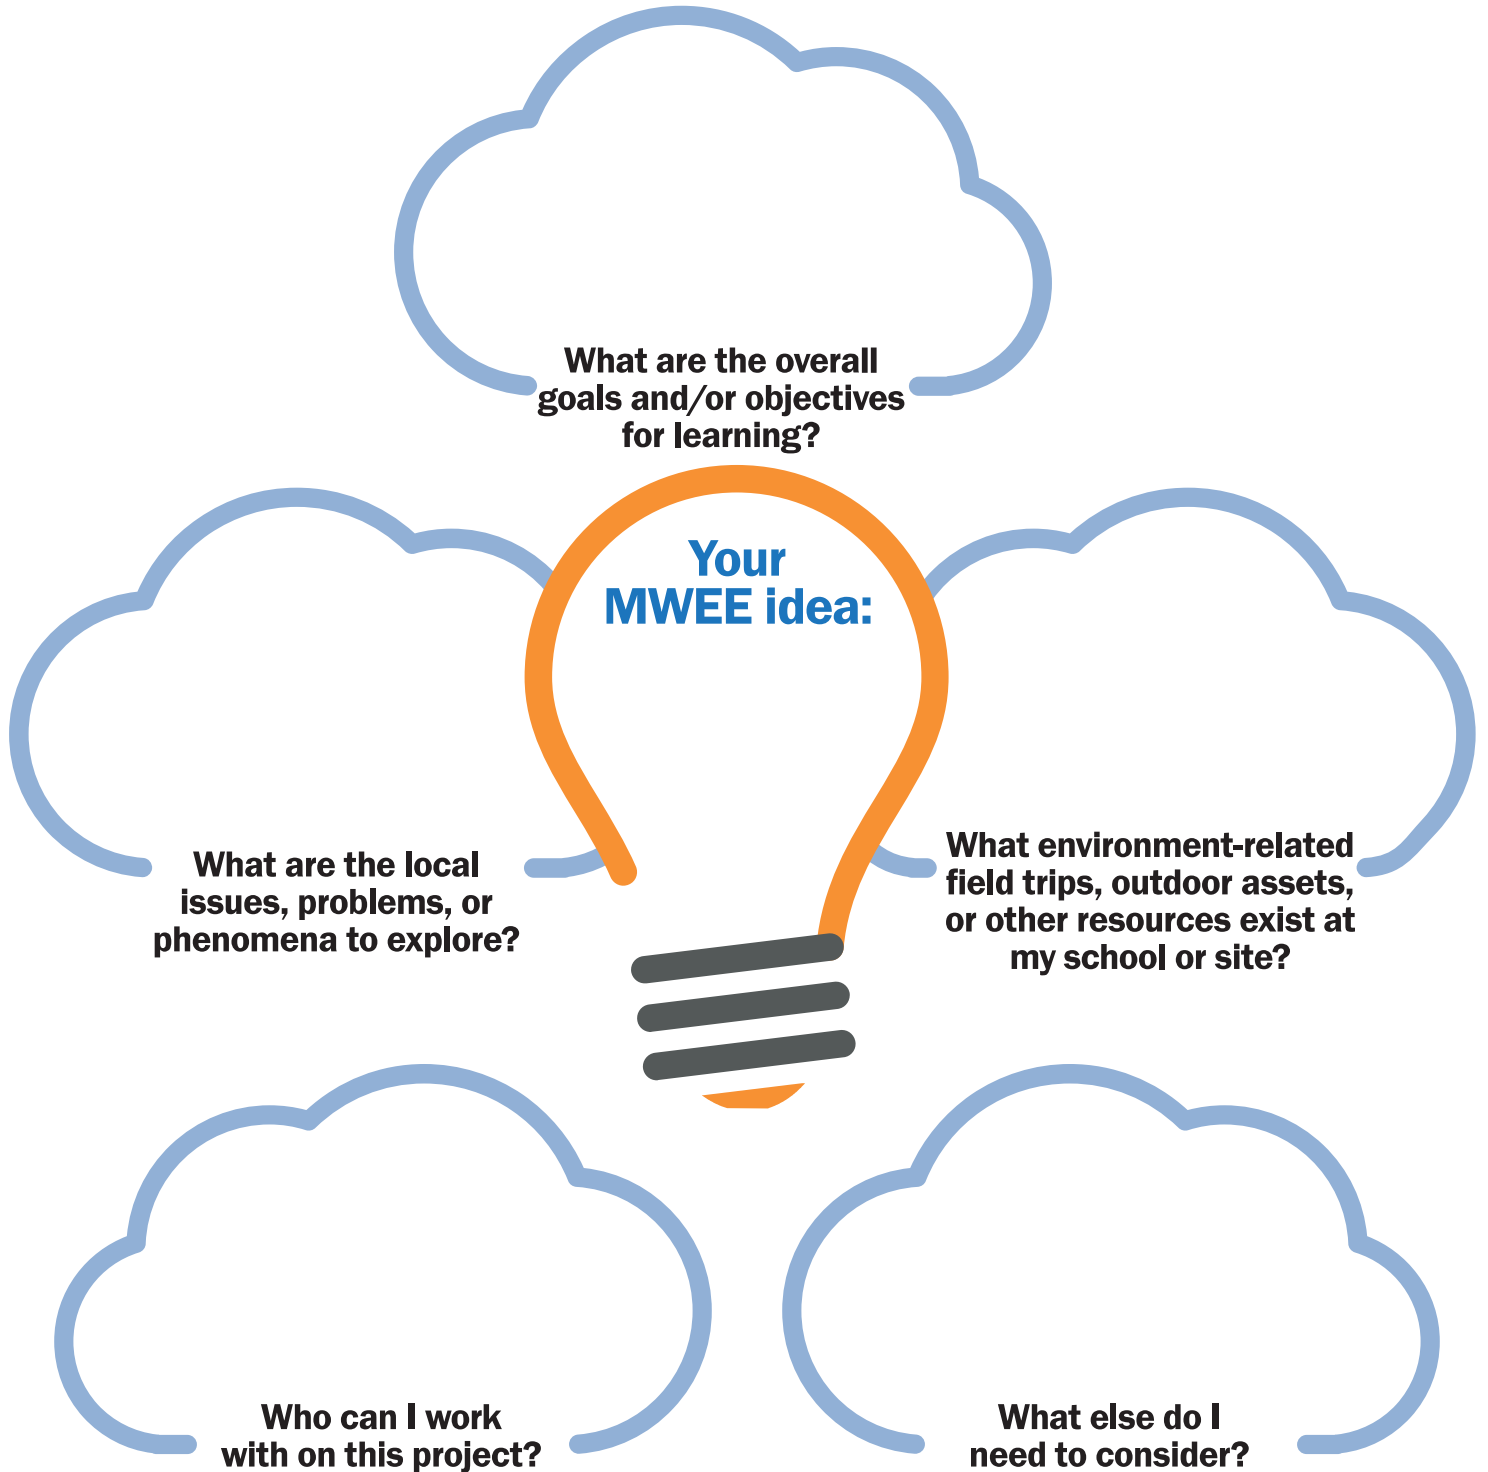 What are the overall
goals and/or objectives
for learning?
Your
MWEE idea:
What are the local
issues, problems, or
phenomena to explore?
What environment-related
field trips, outdoor assets,
or other resources exist at
my school or site?
Who can I work
with on this project?
What else do I
need to consider?